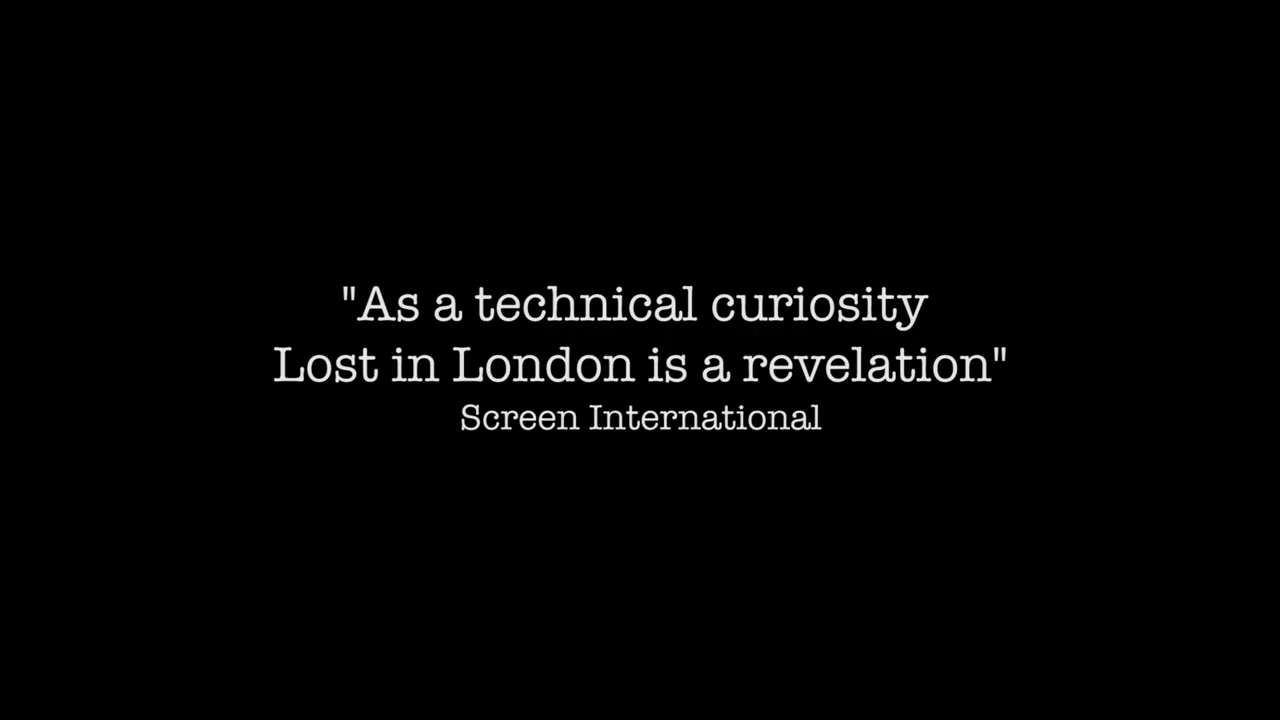 "As a technical curiosity
Lost in London is a revelation"
Screen International